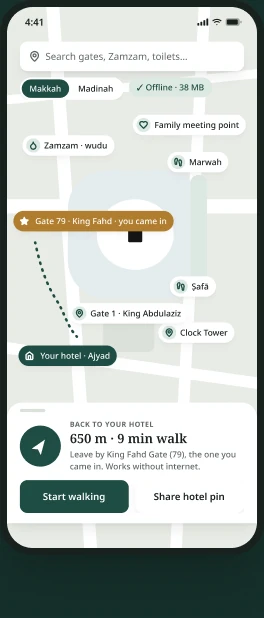 4:41
Search gates, Zamzam, toilets...
Makkah
Madinah
✓ Offline · 38 MB
Family meeting point
Zamzam · wudu
Marwah
Gate 79 · King Fahd · you came in
Ṣafā
Gate 1 · King Abdulaziz
Clock Tower
Your hotel · Ajyad
BACK TO YOUR HOTEL
650 m · 9 min walk
Leave by King Fahd Gate (79), the one you
came in. Works without internet.
Start walking
Share hotel pin